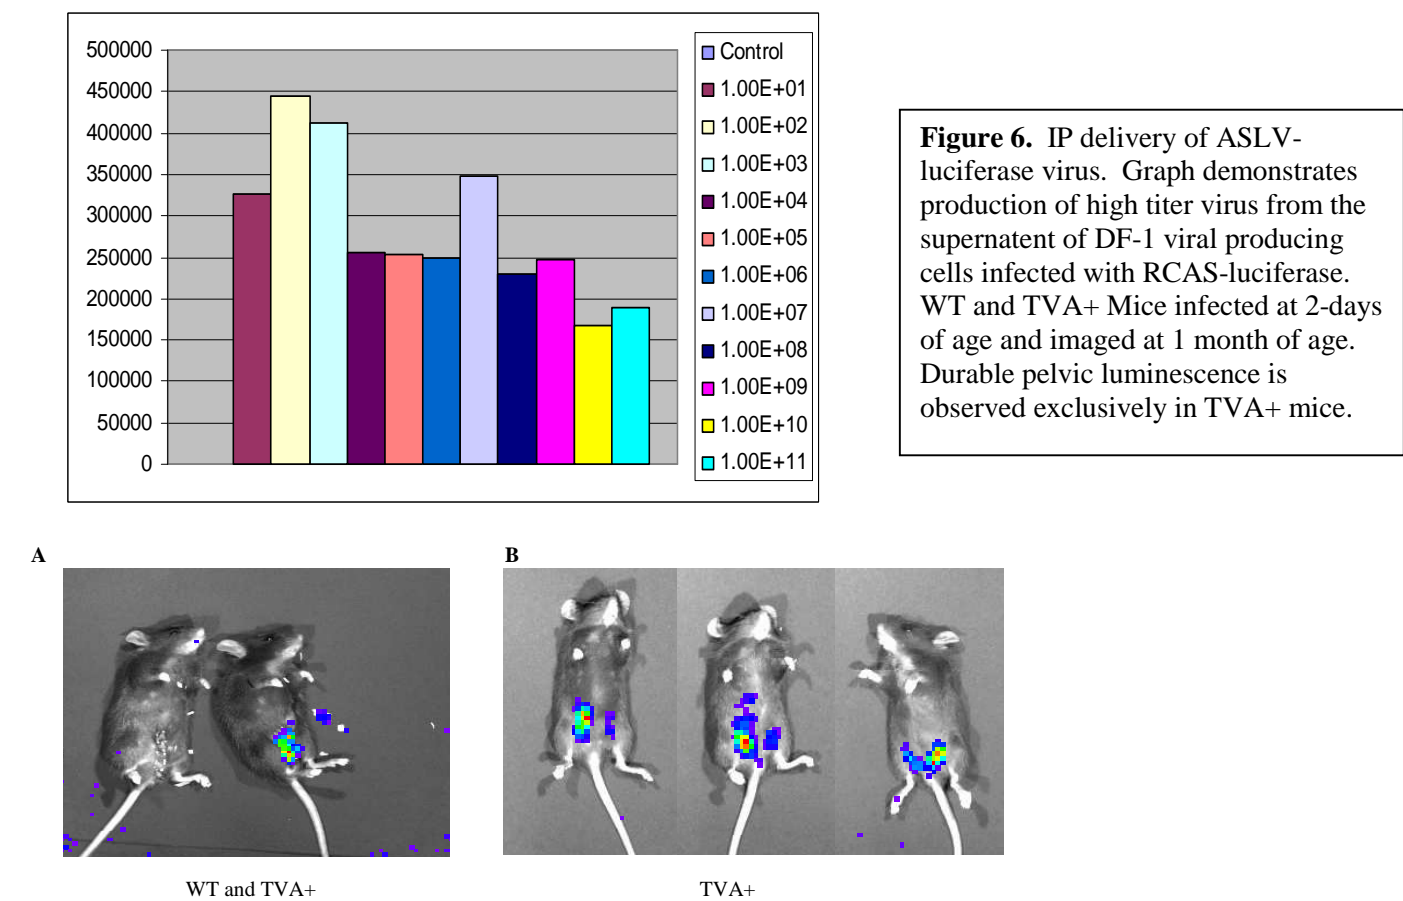 500000
450000
400000
350000
300000
250000
200000
150000
100000
50000
0
Control
1.00E+01
1.00E+02
1.00E+03
1.00E+04
1.00E+05
1.00E+06
1.00E+07
1.00E+08
1.00E+09
1.00E+10
1.00E+11
Figure 6. IP delivery of ASLV-
luciferase virus. Graph demonstrates
production of high titer virus from the
supernatent of DF-1 viral producing
cells infected with RCAS-luciferase.
WT and TVA+ Mice infected at 2-days
of age and imaged at 1 month of age.
Durable pelvic luminescence is
observed exclusively in TVA+ mice.
A
B
WT and TVA+
TVA+